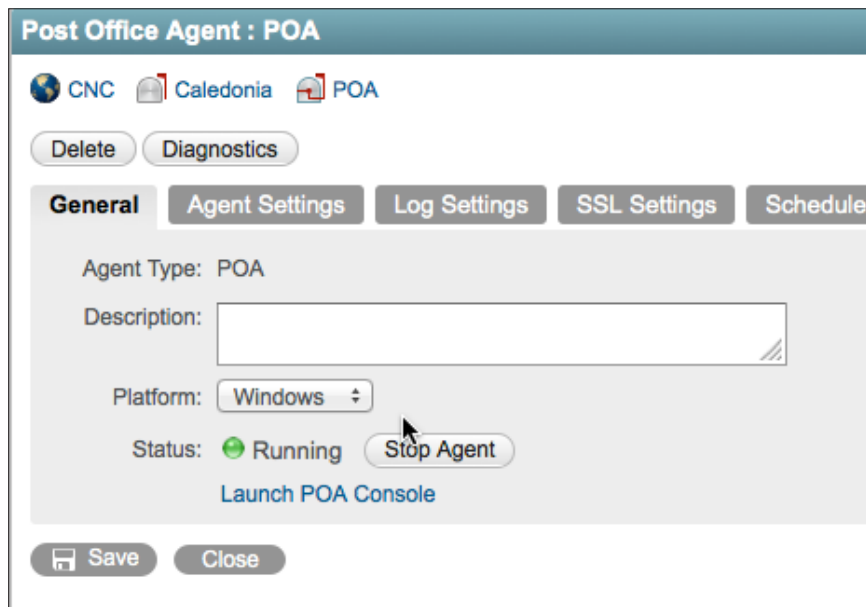 Post Office Agent : POA
CNC Caledonia POA
Delete Diagnostics
General Agent Settings Log Settings SSL Settings Schedule
Agent Type: POA
Description:
Platform: Windows
Status: Running Stop Agent
Launch POA Console
Save Close